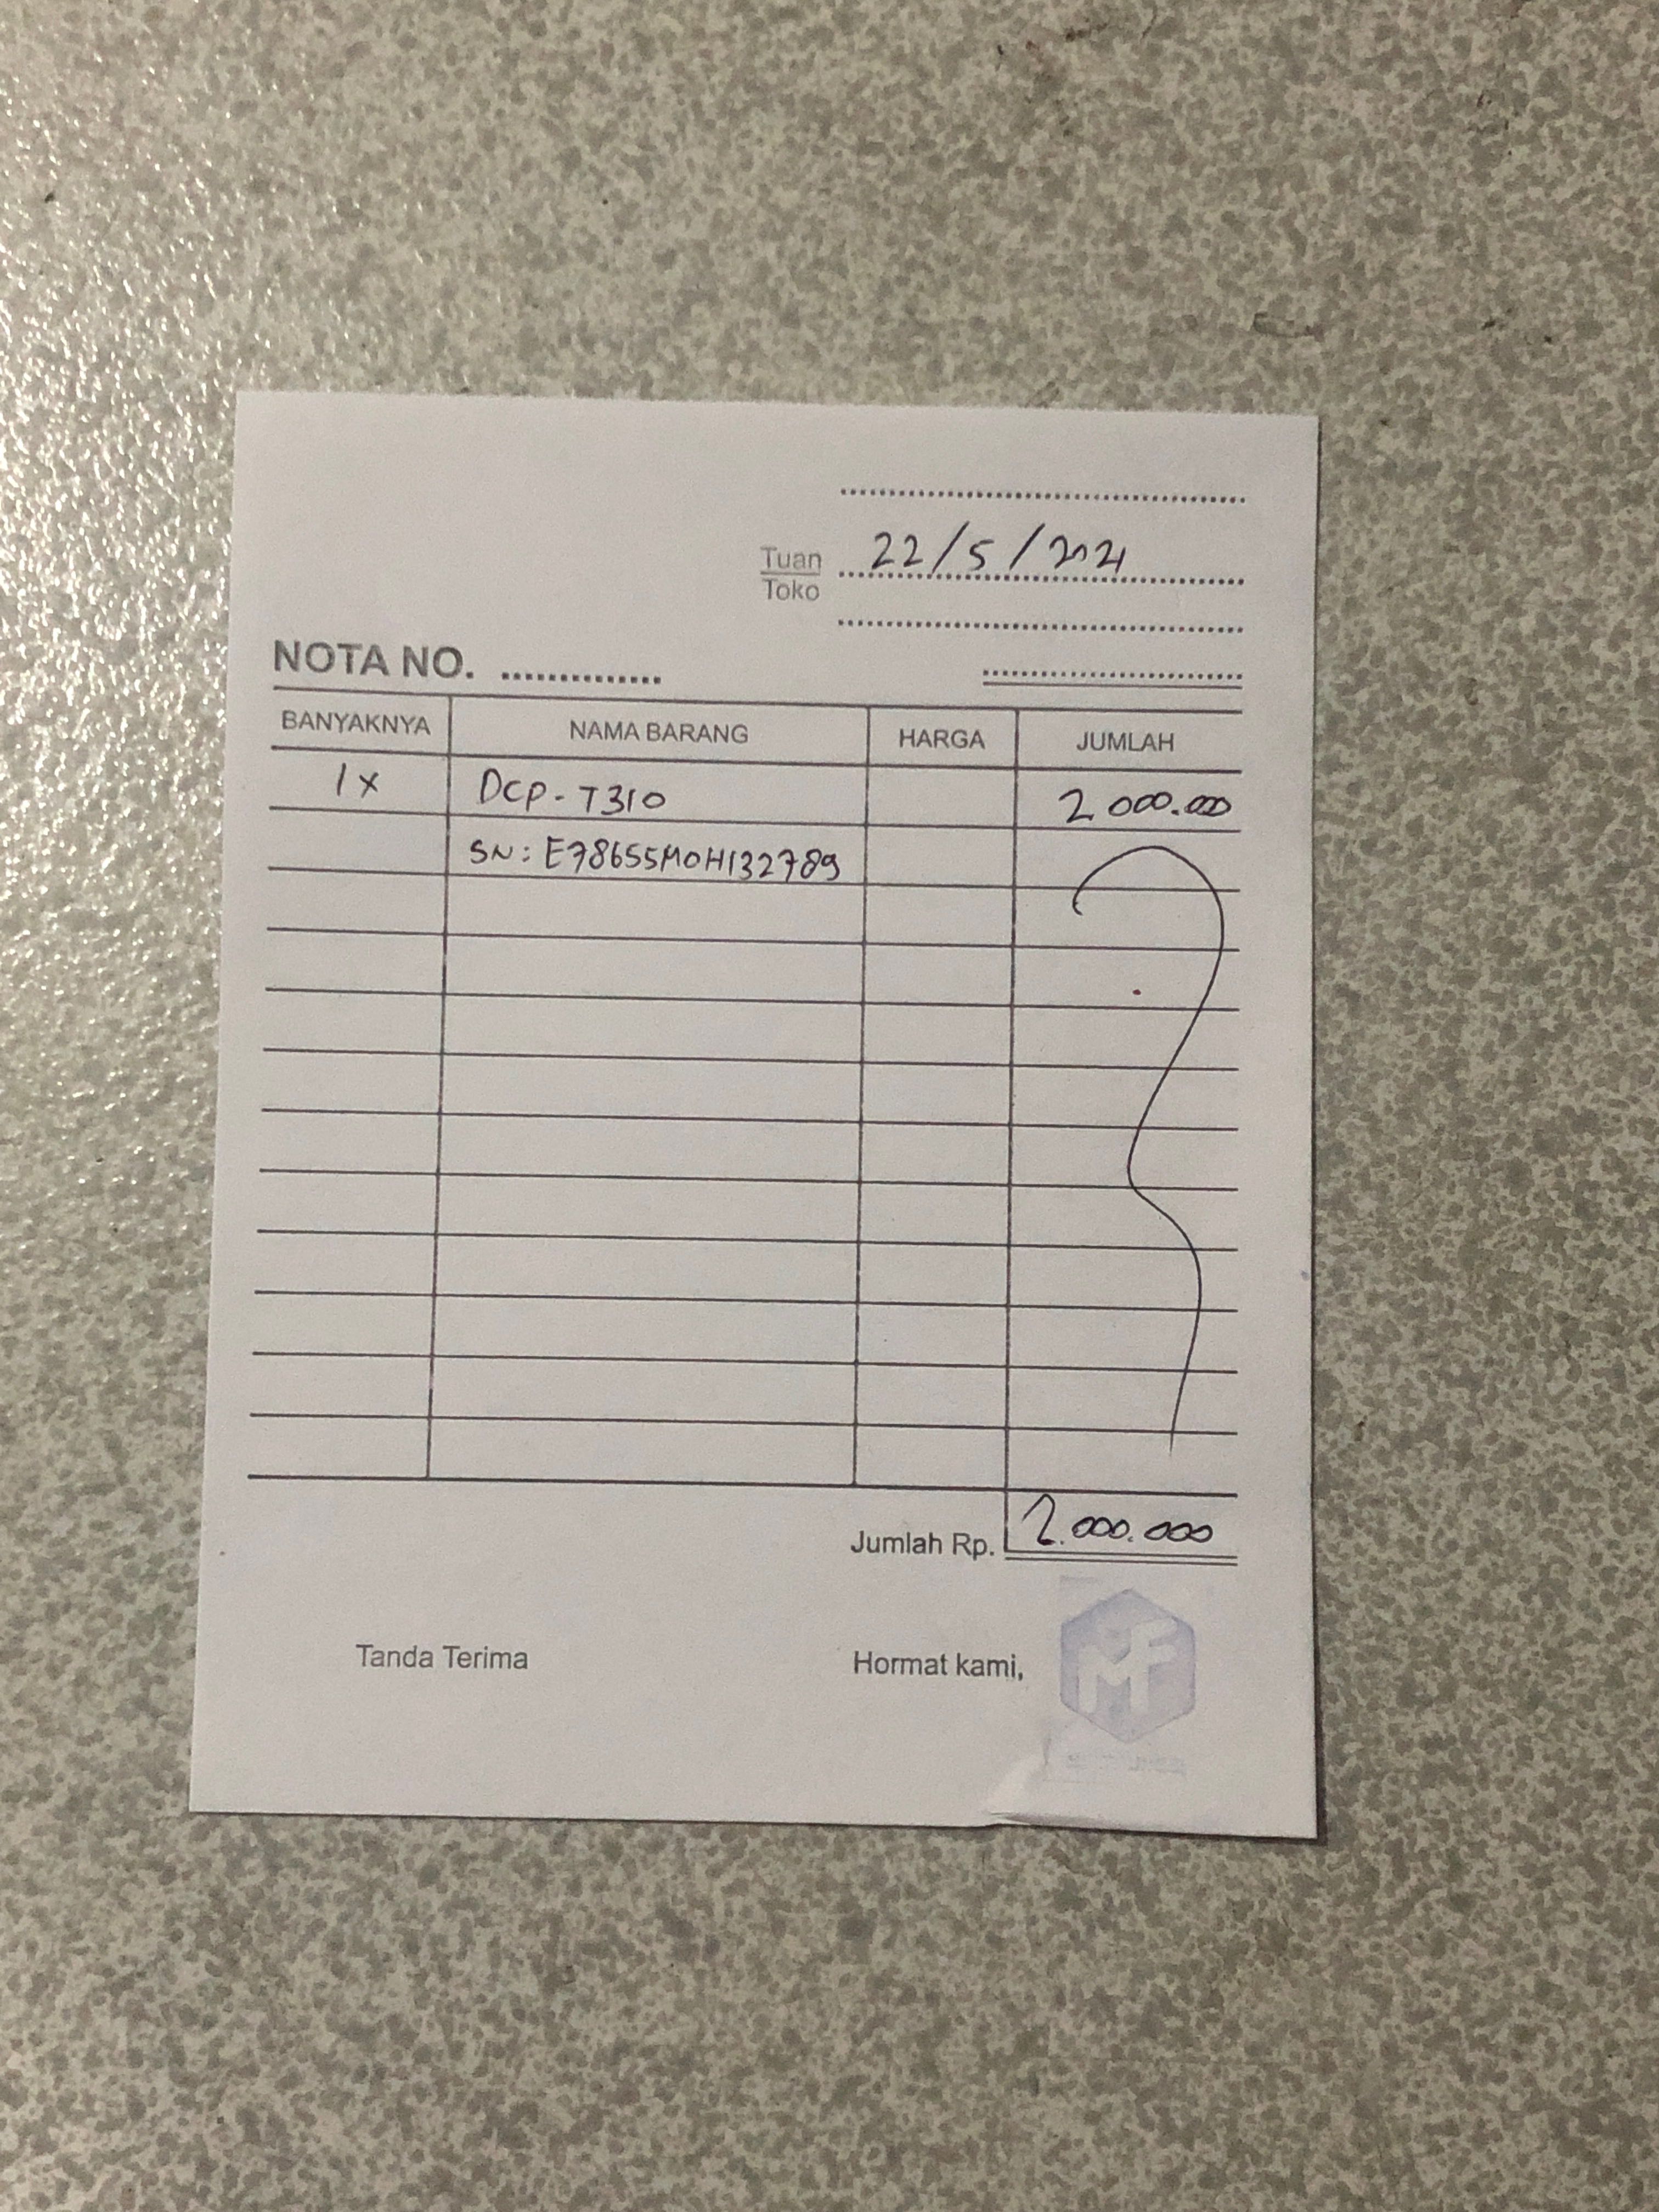 22/5/2021
Tuan
Toko
NOTA NO.
BANYAKNYA NAMA BARANG HARGA JUMLAH
1x DCP-T310 2 000.000
SN: E78655M0H132789
Jumlah Rp. 2.000.000
Tanda Terima Hormat kami,
MF